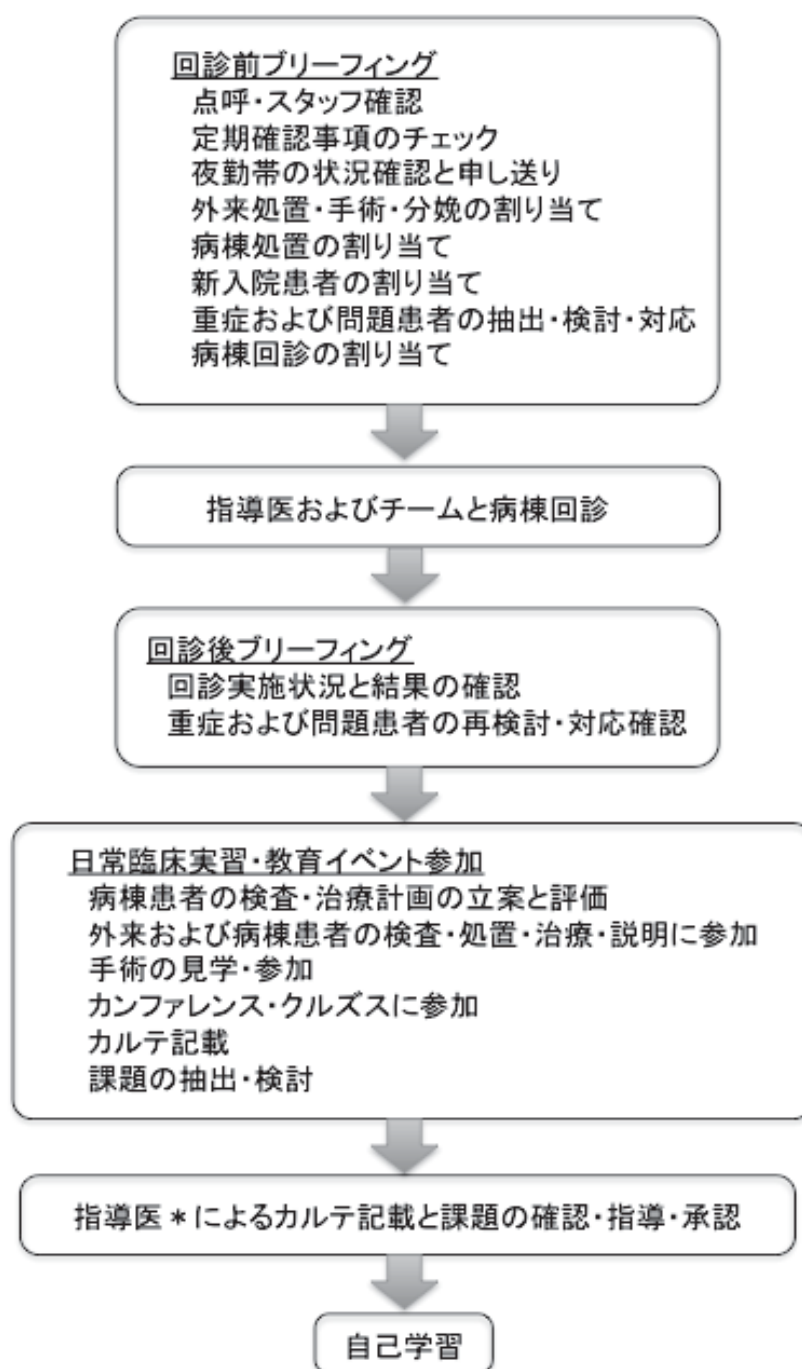 回診前ブリーフィング
点呼・スタッフ確認
定期確認事項のチェック
夜勤帯の状況確認と申し送り
外来処置・手術・分娩の割り当て
病棟処置の割り当て
新入院患者の割り当て
重症および問題患者の抽出・検討・対応
病棟回診の割り当て
指導医およびチームと病棟回診
回診後ブリーフィング
回診実施状況と結果の確認
重症および問題患者の再検討・対応確認
日常臨床実習・教育イベント参加
病棟患者の検査・治療計画の立案と評価
外来および病棟患者の検査・処置・治療・説明に参加
手術の見学・参加
カンファレンス・クルズスに参加
カルテ記載
課題の抽出・検討
指導医＊によるカルテ記載と課題の確認・指導・承認
自己学習